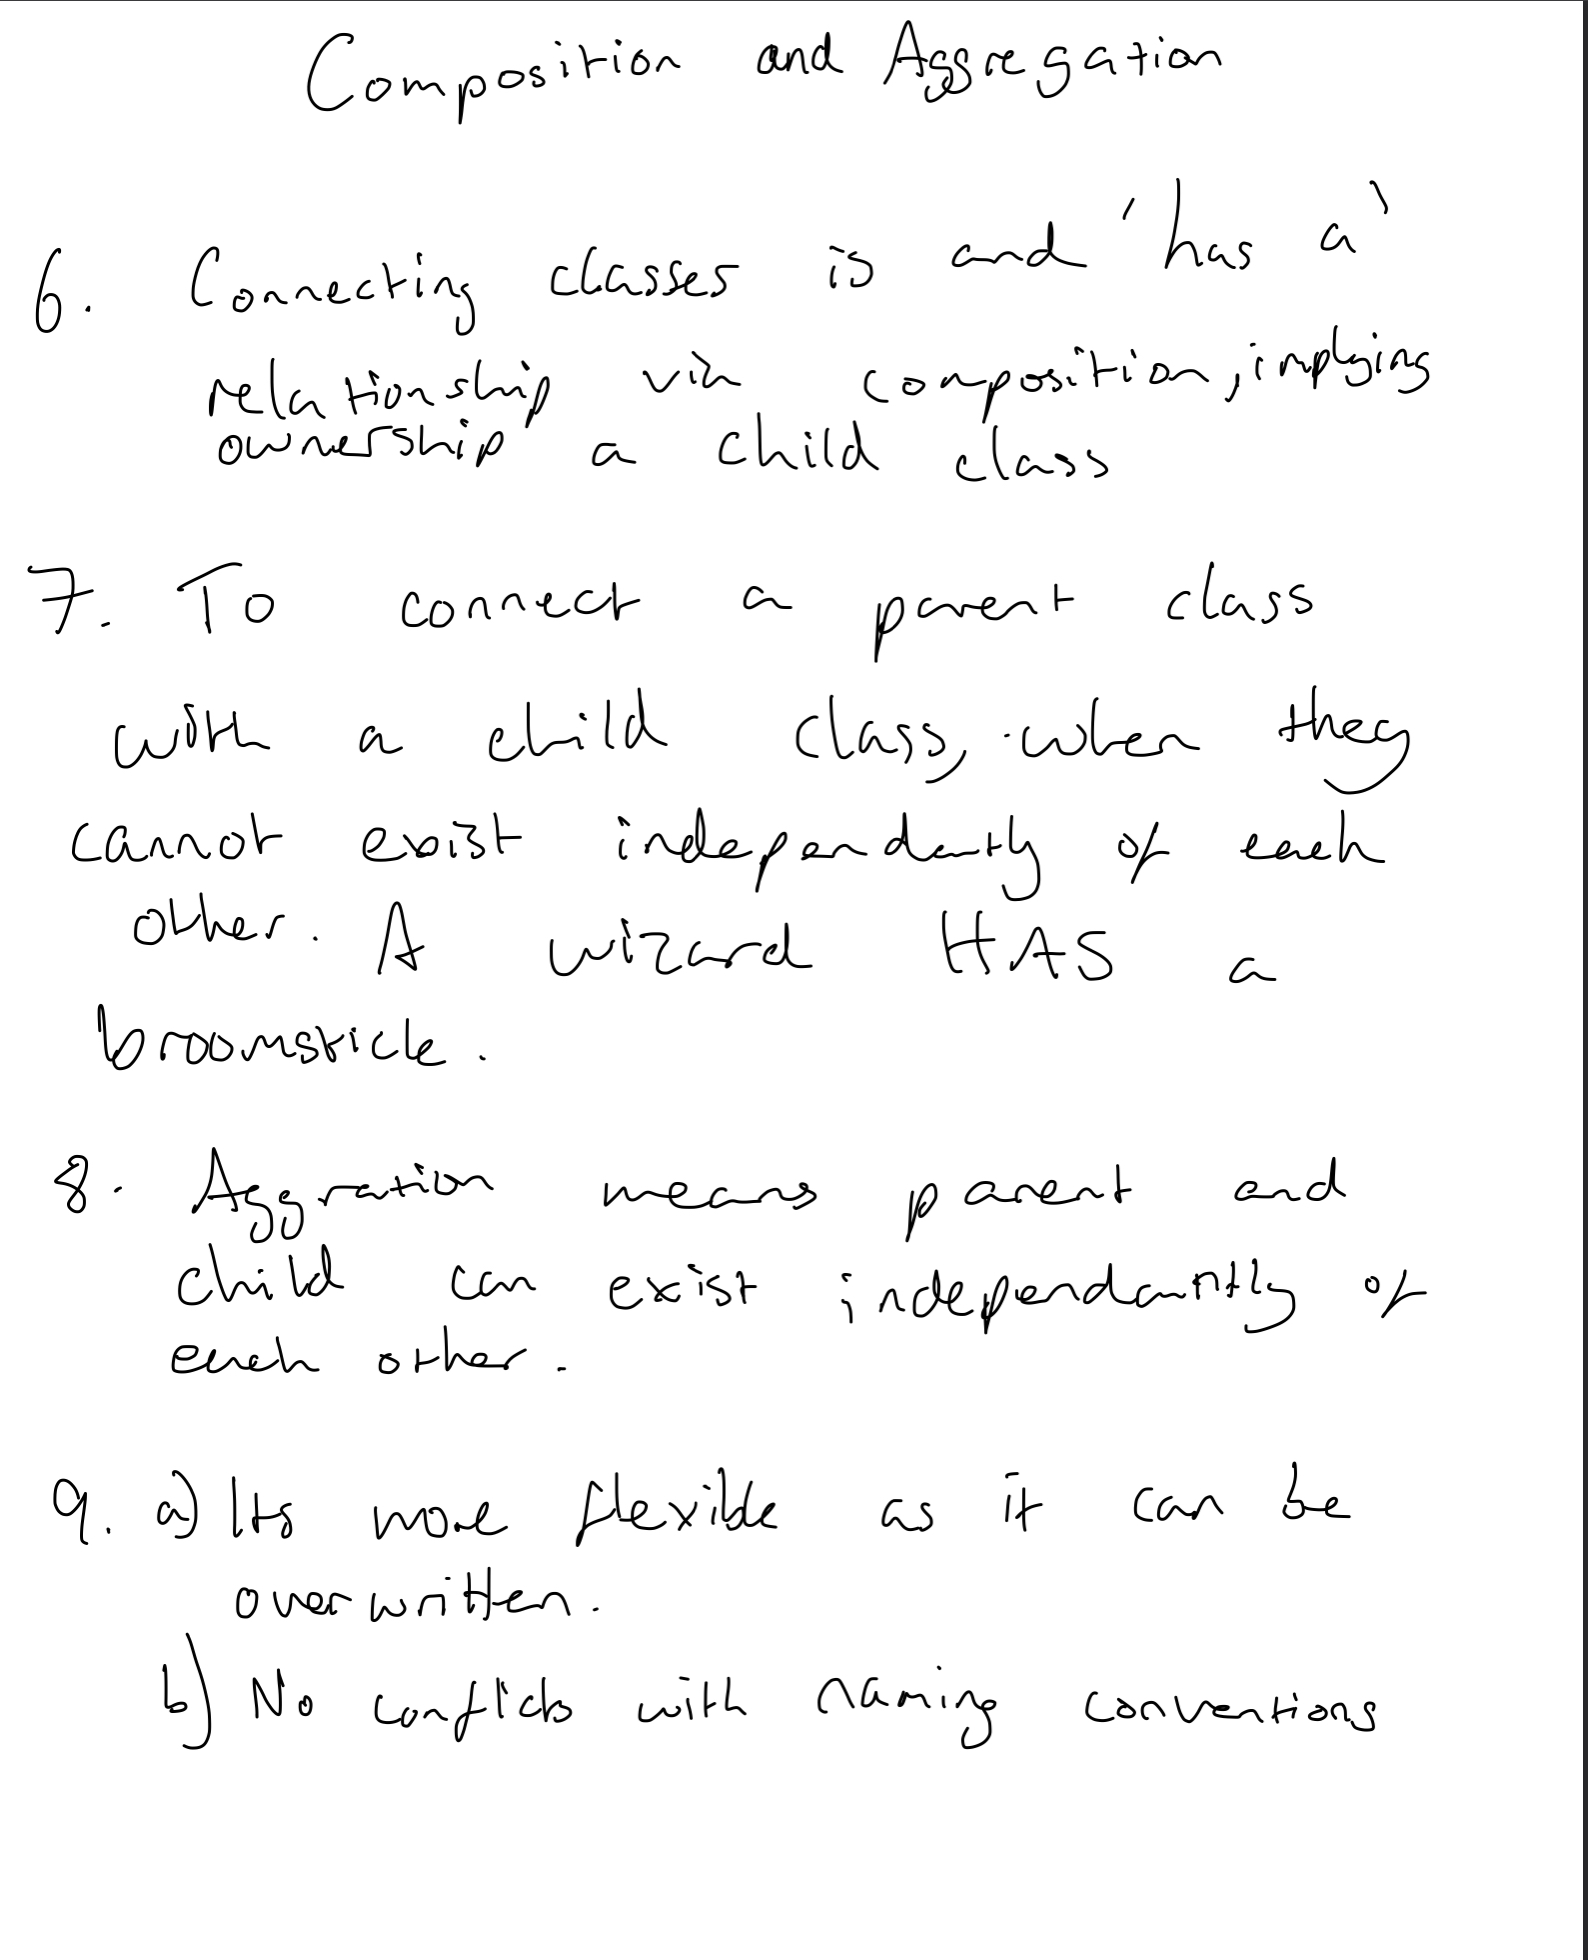 Composition and Aggregation
6. Connecting classes is and 'has a'
relationship via composition, implying
ownership a child class
7. To connect a parent class
with a child class, when they
cannot exist independantly of each
other. A wizard HAS a
broomstick.
8. Aggration means parent and
child can exist independantly of
each other.
9. a) Its more flexible as it can be
overwritten.
b) No conflicts with naming conventions